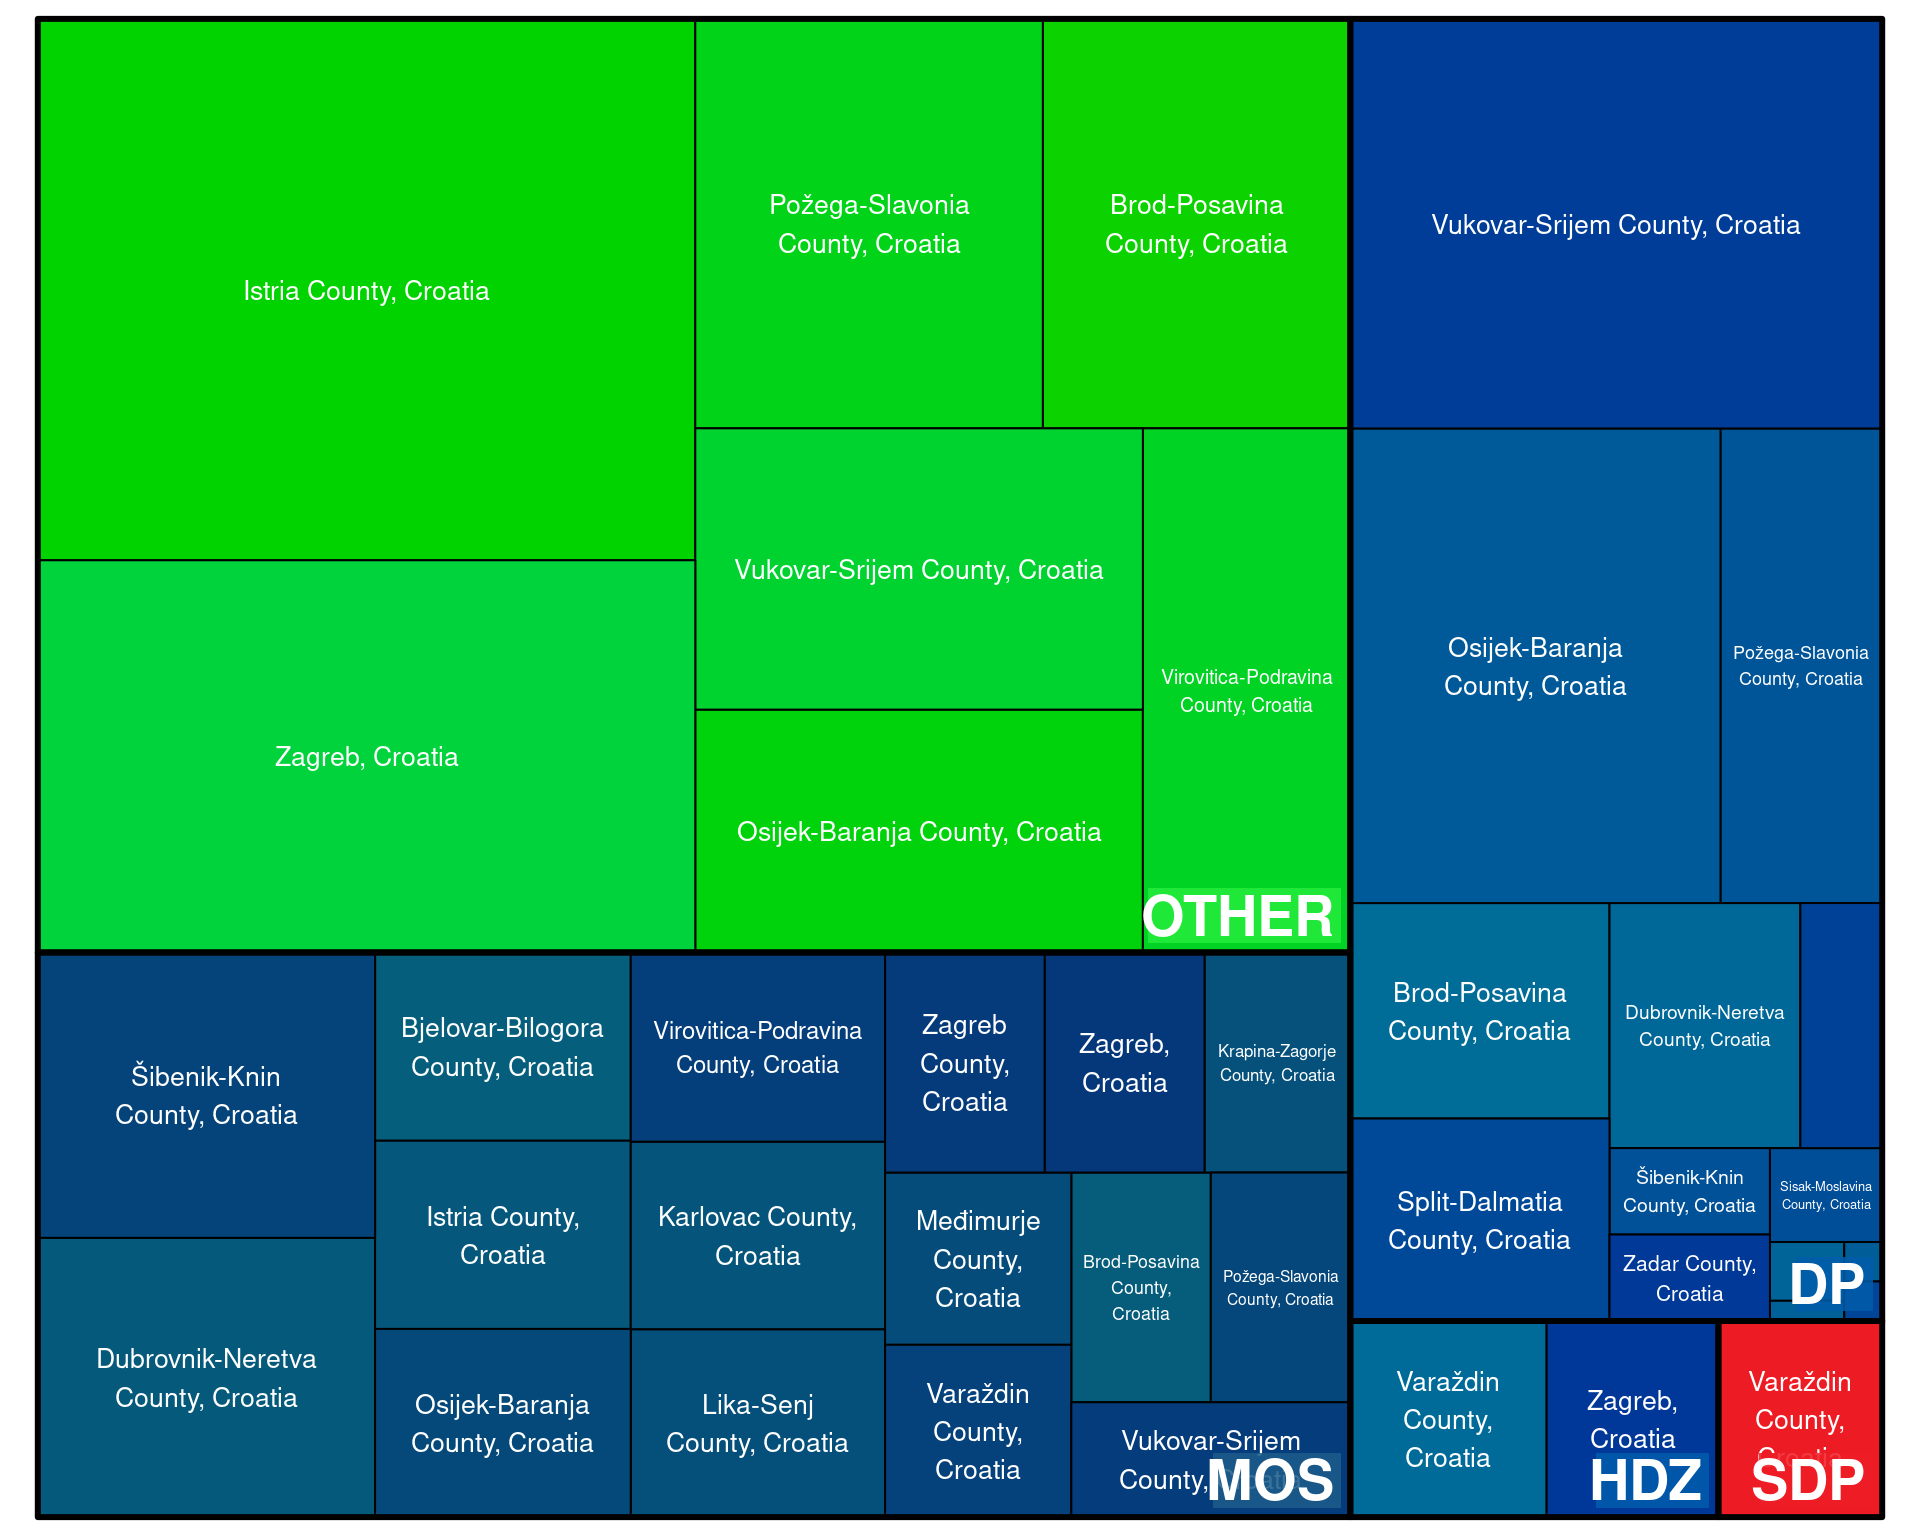 Istria County, Croatia
Zagreb, Croatia
Požega-Slavonia
County, Croatia
Brod-Posavina
County, Croatia
Vukovar-Srijem County, Croatia
Osijek-Baranja County, Croatia
Virovitica-Podravina
County, Croatia
OTHER
Vukovar-Srijem County, Croatia
Osijek-Baranja
County, Croatia
Požega-Slavonia
County, Croatia
Brod-Posavina
County, Croatia
Dubrovnik-Neretva
County, Croatia
Split-Dalmatia
County, Croatia
Šibenik-Knin
County, Croatia
Sisak-Moslavina
County, Croatia
Zadar County,
Croatia
DP
Šibenik-Knin
County, Croatia
Dubrovnik-Neretva
County, Croatia
Bjelovar-Bilogora
County, Croatia
Istria County,
Croatia
Osijek-Baranja
County, Croatia
Virovitica-Podravina
County, Croatia
Karlovac County,
Croatia
Lika-Senj
County, Croatia
Zagreb
County,
Croatia
Zagreb,
Croatia
Krapina-Zagorje
County, Croatia
Međimurje
County,
Croatia
Brod-Posavina
County,
Croatia
Požega-Slavonia
County, Croatia
Varaždin
County,
Croatia
Vukovar-Srijem
County, Croatia
MOS
Varaždin
County,
Croatia
Zagreb,
Croatia
HDZ
Varaždin
County,
Croatia
SDP